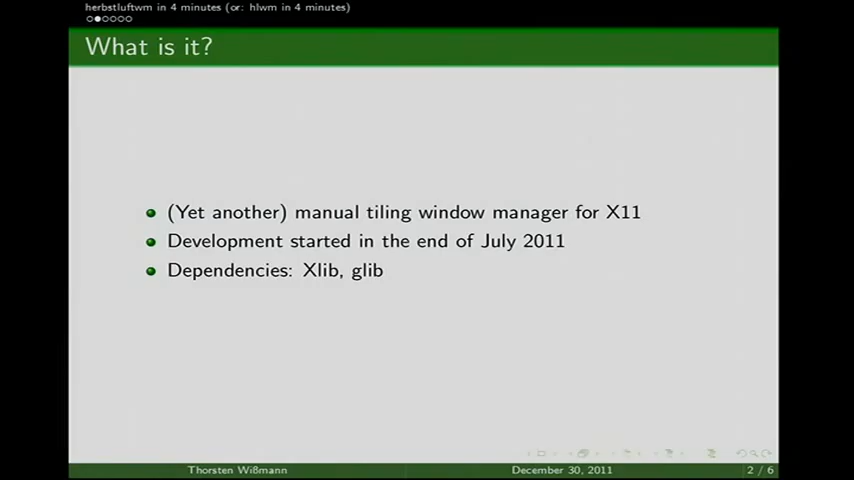 herbstluftwm in 4 minutes (or: hlwm in 4 minutes)
What is it?
(Yet another) manual tiling window manager for X11
Development started in the end of July 2011
Dependencies: Xlib, glib
Thorsten Wißmann December 30, 2011 2 / 6